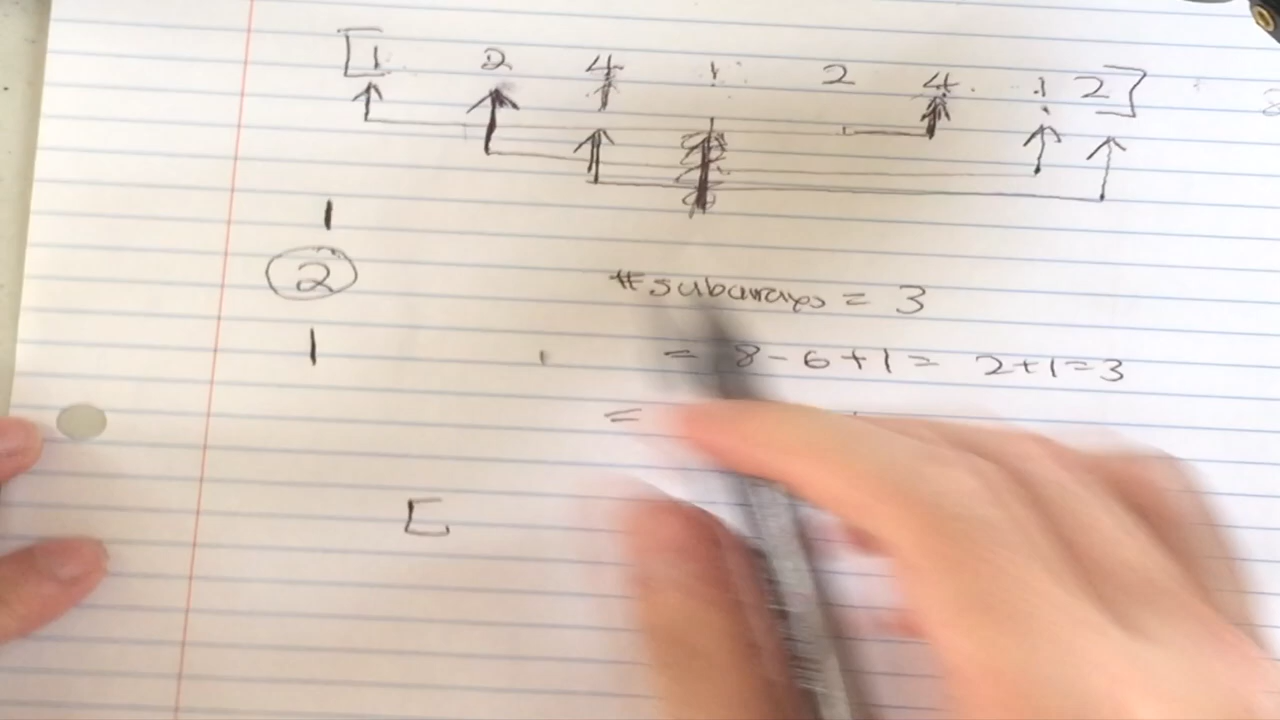 [1 2 4 1 2 4 1 2]
1
2
# subarrays = 3
1
= 8 - 6 + 1 = 2 + 1 = 3
=
[